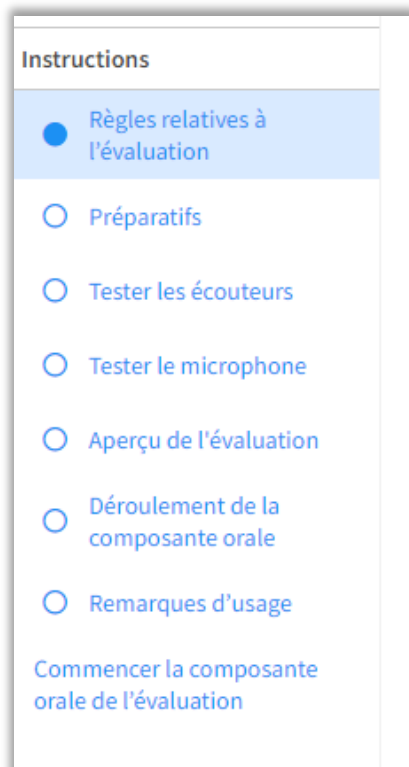 Instructions
Règles relatives à
l’évaluation
Préparatifs
Tester les écouteurs
Tester le microphone
Aperçu de l'évaluation
Déroulement de la
composante orale
Remarques d’usage
Commencer la composante
orale de l’évaluation